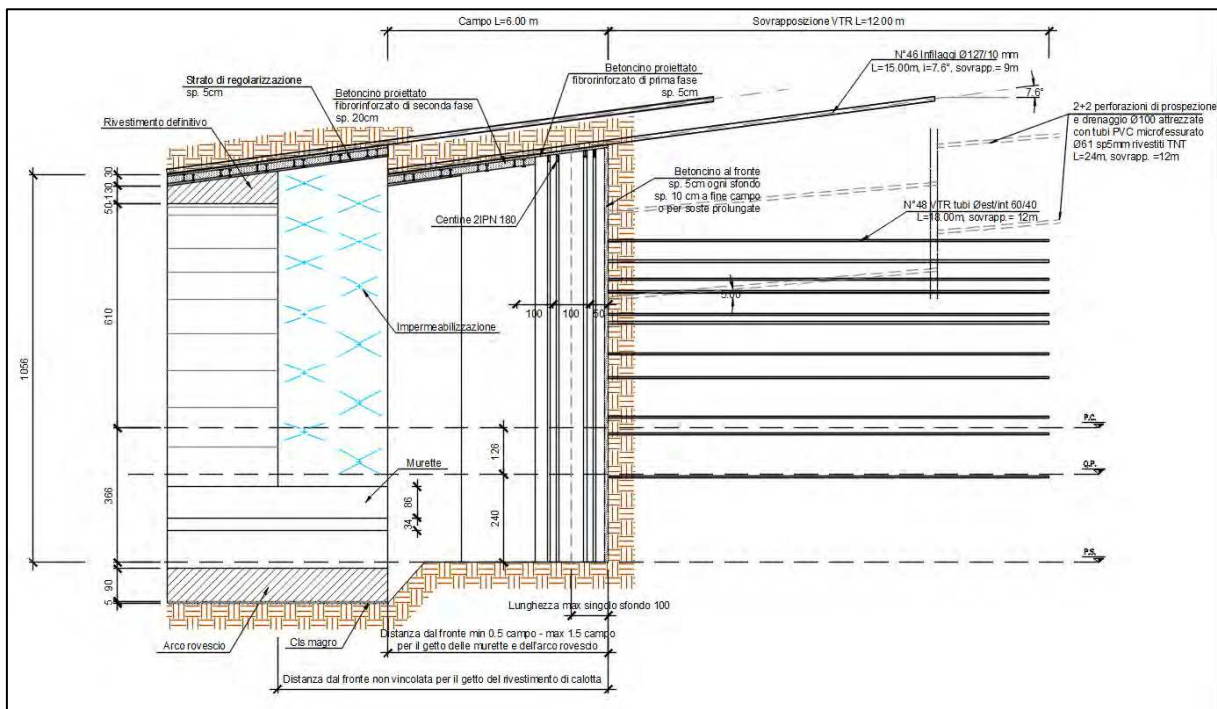 Campo L=6.00 m
Sovrapposizione VTR L=12.00 m
N°46 Infilaggi Ø127/10 mm
L=15.00m, i=7.6°, sovrapp.= 9m
7.6°
Strato di regolarizzazione
sp. 5cm
Betoncino proiettato
fibrorinforzato di seconda fase
sp. 20cm
Betoncino proiettato
fibrorinforzato di prima fase
sp. 5cm
Rivestimento definitivo
2+2 perforazioni di prospezione
e drenaggio Ø100 attrezzate
con tubi PVC microfessurato
Ø61 sp5mm rivestiti TNT
L=24m, sovrapp. =12m
Betoncino al fronte
sp. 5cm ogni sfondo
sp. 10 cm a fine campo
o per soste prolungate
Centine 2IPN 180
N°48 VTR tubi Øest/int 60/40
L=18.00m, sovrapp.= 12m
30
130
50
610
1056
366
90
5
Impermeabilizzazione
100
100
50
5.00
126
240
Murette
86
34
P.C.
P.S.
Lunghezza max singolo sfondo 100
Arco rovescio
Cls magro
Distanza dal fronte min 0.5 campo - max 1.5 campo
per il getto delle murette e dell'arco rovescio
Distanza dal fronte non vincolata per il getto del rivestimento di calotta